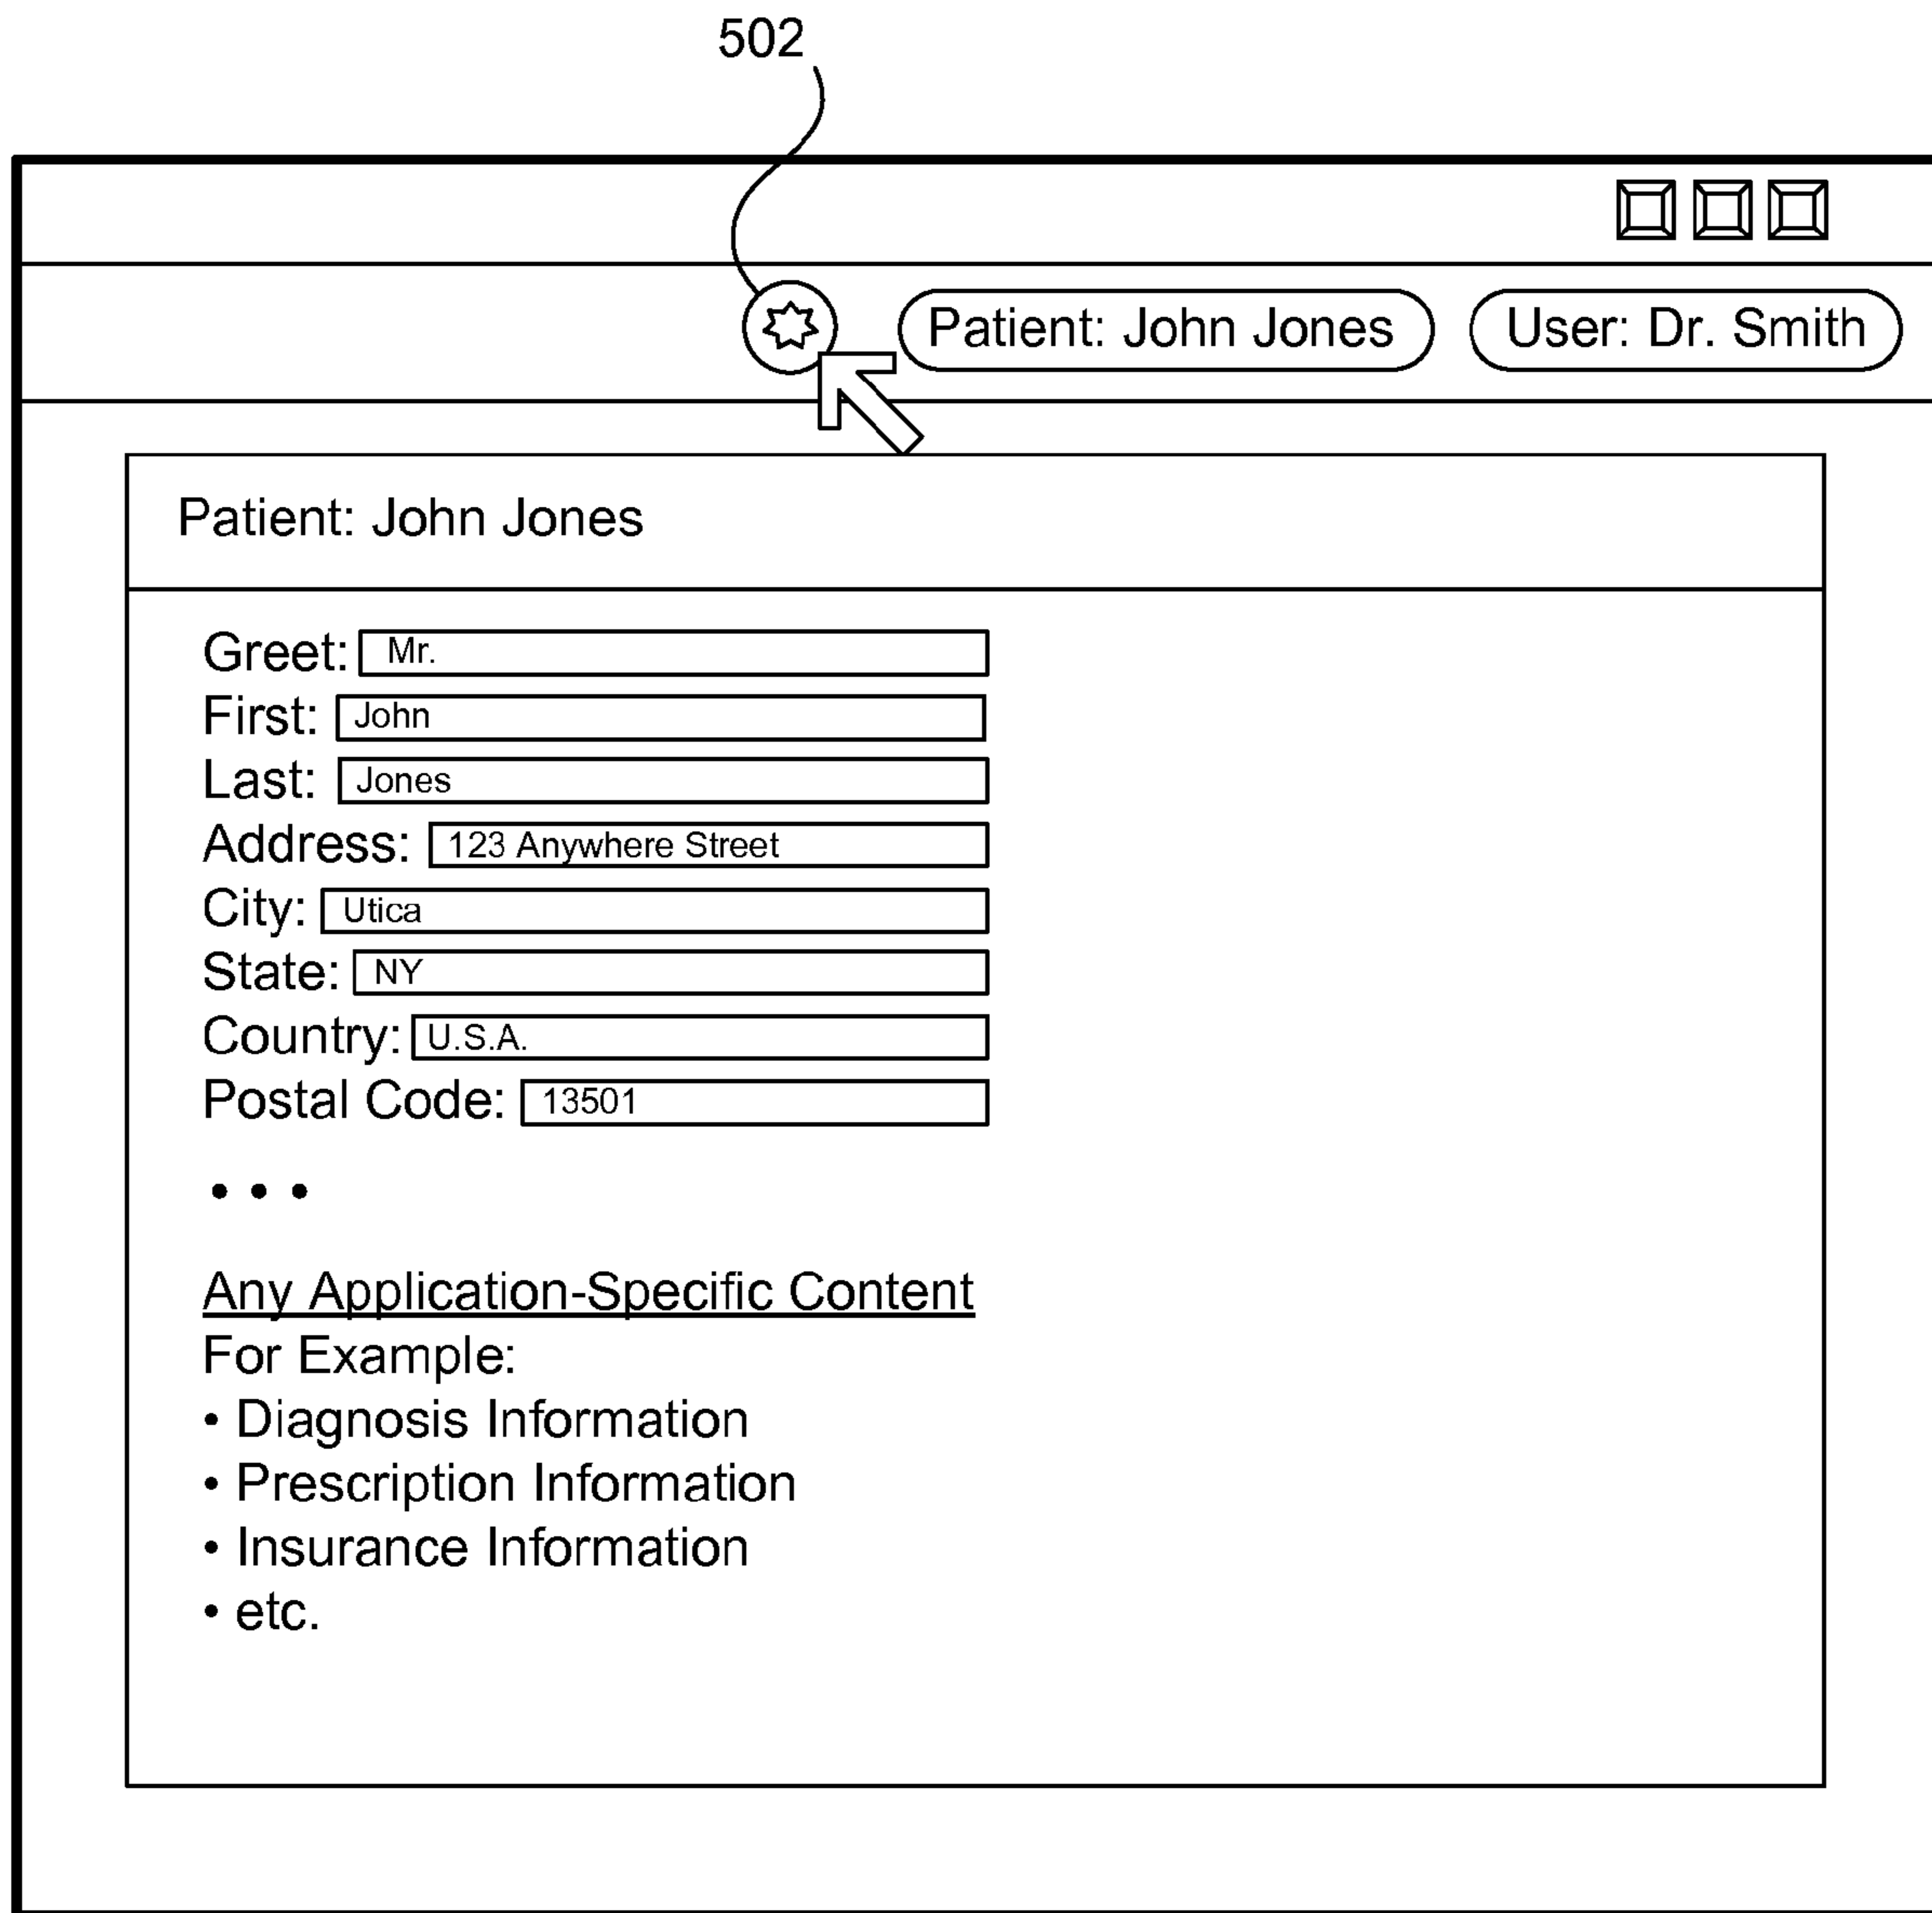 502
Patient: John Jones
User: Dr. Smith
Patient: John Jones
Greet: Mr.
First: John
Last: Jones
Address: 123 Anywhere Street
City: Utica
State: NY
Country: U.S.A.
Postal Code: 13501
• • •
Any Application-Specific Content
For Example:
• Diagnosis Information
• Prescription Information
• Insurance Information
• etc.